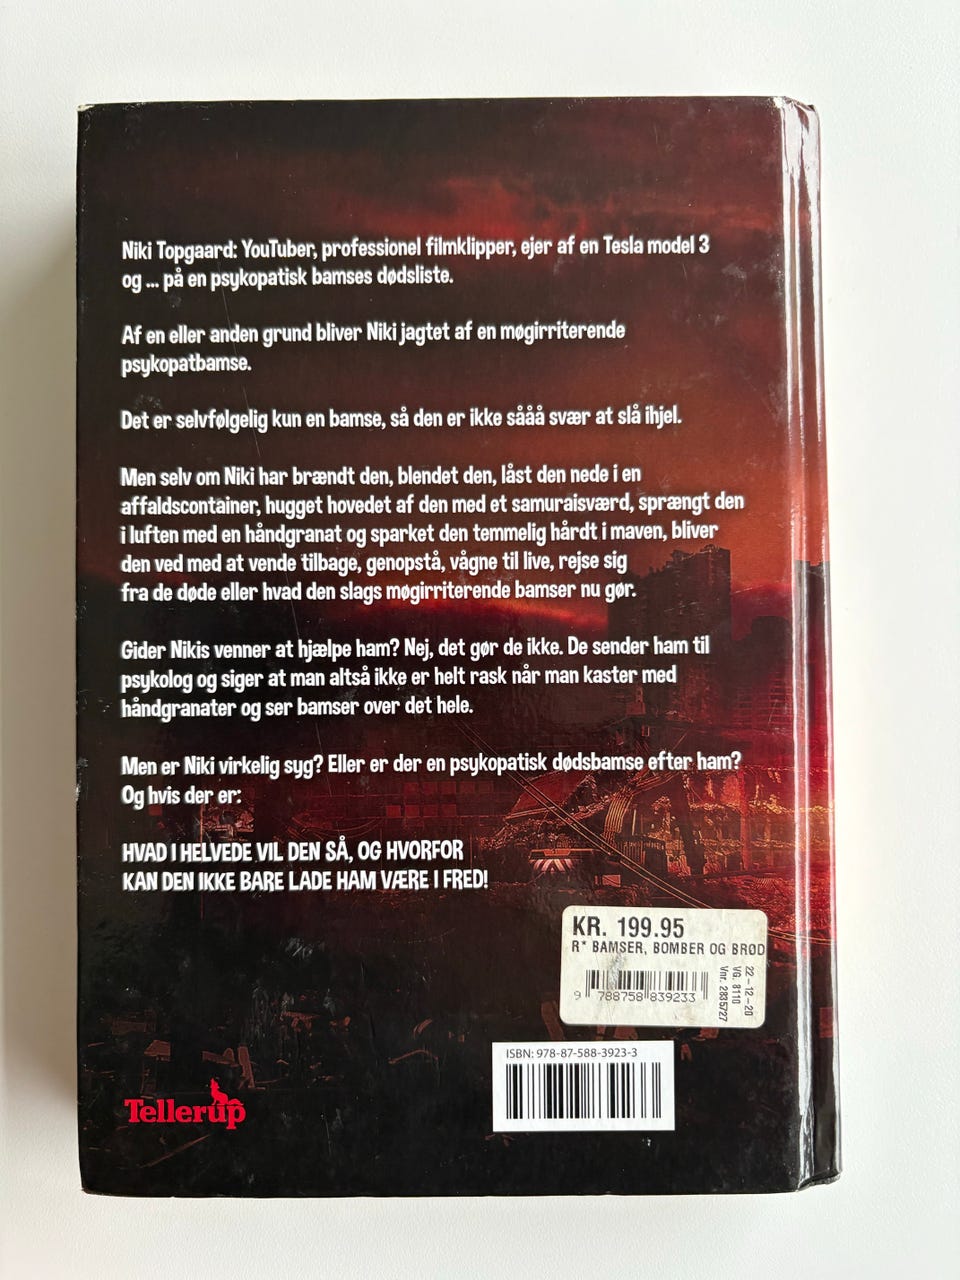 Niki Topgaard: YouTuber, professionel filmklipper, ejer af en Tesla model 3
og ... på en psykopatisk bamses dødsliste.
Af en eller anden grund bliver Niki jagtet af en møgirriterende
psykopatbamse.
Det er selvfølgelig kun en bamse, så den er ikke sååå svær at slå ihjel.
Men selv om Niki har brændt den, blendet den, låst den nede i en
affaldscontainer, hugget hovedet af den med et samuraisværd, sprængt den
i luften med en håndgranat og sparket den temmelig hårdt i maven, bliver
den ved med at vende tilbage, genopstå, vågne til live, rejse sig
fra de døde eller hvad den slags møgirriterende bamser nu gør.
Gider Nikis venner at hjælpe ham? Nej, det gør de ikke. De sender ham til
psykolog og siger at man altså ikke er helt rask når man kaster med
håndgranater og ser bamser over det hele.
Men er Niki virkelig syg? Eller er der en psykopatisk dødsbamse efter ham?
Og hvis der er:
HVAD I HELVEDE VIL DEN SÅ, OG HVORFOR
KAN DEN IKKE BARE LADE HAM VÆRE I FRED!
KR. 199.95
R* BAMSER, BOMBER OG BRØD
9 788758 839233
22-12-20
VG. 8110
Vnr. 2835727
ISBN: 978-87-588-3923-3
Tellerup